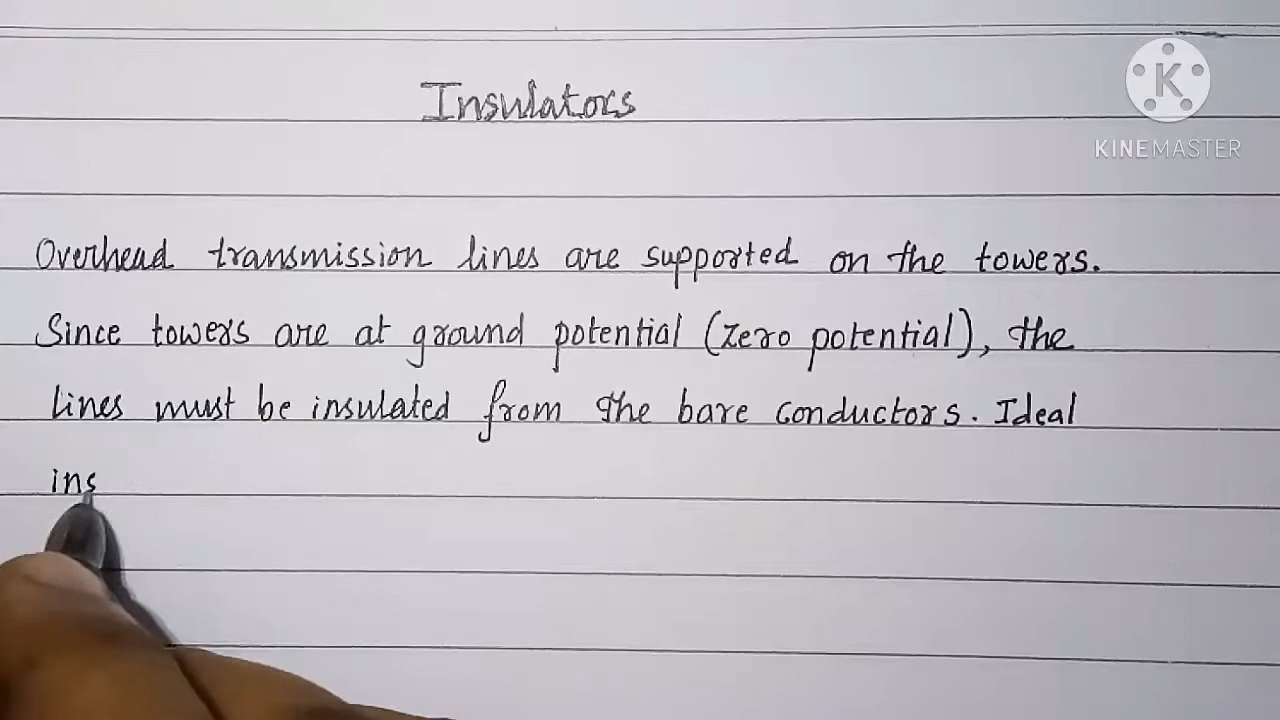 Insulators
K
KINEMASTER
Overhead transmission lines are supported on the towers.
Since towers are at ground potential (zero potential), the
lines must be insulated from the bare conductors. Ideal
ins